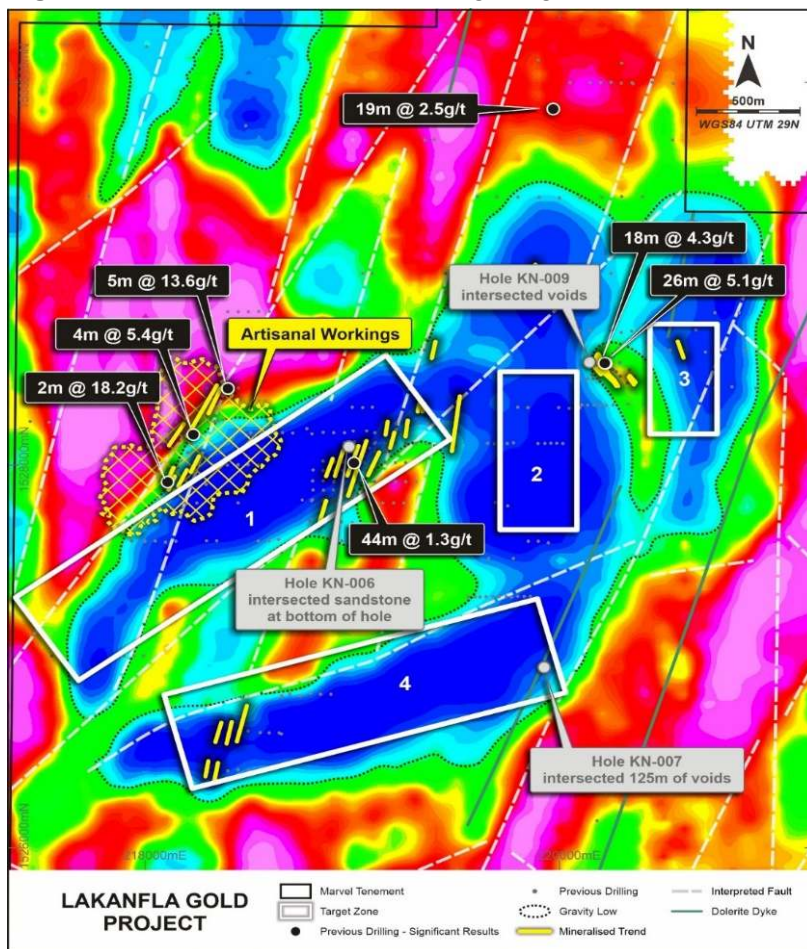 N
500m
WGS84 UTM 29N
19m @ 2.5g/t
18m @ 4.3g/t
Hole KN-009
intersected voids
26m @ 5.1g/t
5m @ 13.6g/t
4m @ 5.4g/t
Artisanal Workings
2m @ 18.2g/t
3
2
1
44m @ 1.3g/t
Hole KN-006
intersected sandstone
at bottom of hole
4
Hole KN-007
intersected 125m of voids
1526000mN
218000mE
LAKANFLA GOLD
PROJECT
Marvel Tenement
Target Zone
Previous Drilling - Significant Results
Previous Drilling
Gravity Low
Mineralised Trend
Interpreted Fault
Dolerite Dyke